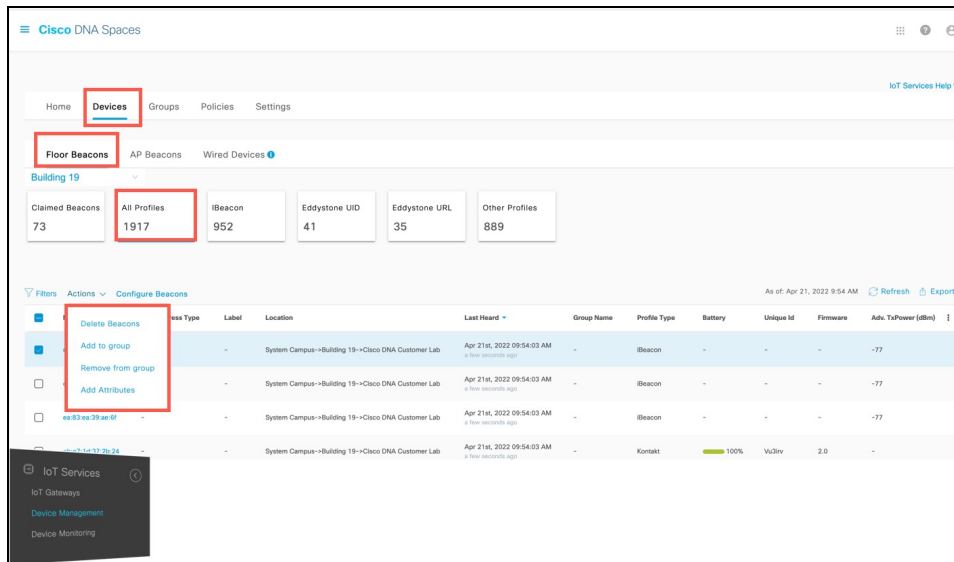 Cisco DNA Spaces
IoT Services Help
Home Devices Groups Policies Settings
Floor Beacons AP Beacons Wired Devices
Building 19
Claimed Beacons All Profiles IBeacon Eddystone UID Eddystone URL Other Profiles
73 1917 952 41 35 889
Filters Actions Configure Beacons As of: Apr 21, 2022 9:54 AM Refresh Export
Label Location Last Heard Group Name Profile Type Battery Unique Id Firmware Adv. TxPower (dBm)
Delete Beacons
Add to group
Remove from group
Add Attributes
- System Campus->Building 19->Cisco DNA Customer Lab Apr 21st, 2022 09:54:03 AM - iBeacon - - - -77
a few seconds ago
- System Campus->Building 19->Cisco DNA Customer Lab Apr 21st, 2022 09:54:03 AM - iBeacon - - - -77
a few seconds ago
ea:83:ea:39:ae:6f - - System Campus->Building 19->Cisco DNA Customer Lab Apr 21st, 2022 09:54:03 AM - iBeacon - - - -77
a few seconds ago
- - System Campus->Building 19->Cisco DNA Customer Lab Apr 21st, 2022 09:54:03 AM - Kontakt 100% Vu3irv 2.0 -
a few seconds ago
IoT Services
IoT Gateways
Device Management
Device Monitoring